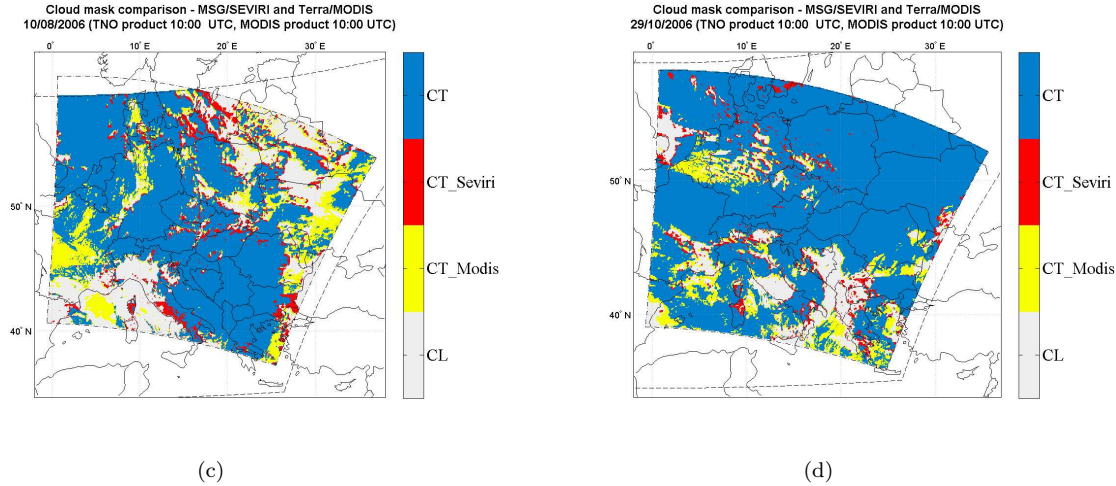 Cloud mask comparison - MSG/SEVIRI and Terra/MODIS
10/08/2006 (TNO product 10:00 UTC, MODIS product 10:00 UTC)
0° 10° E 20° E 30° E
50° N
40° N
CT
CT_Seviri
CT_Modis
CL
(c)
Cloud mask comparison - MSG/SEVIRI and Terra/MODIS
29/10/2006 (TNO product 10:00 UTC, MODIS product 10:00 UTC)
0° 10° E 20° E 30° E
50° N
40° N
CT
CT_Seviri
CT_Modis
CL
(d)